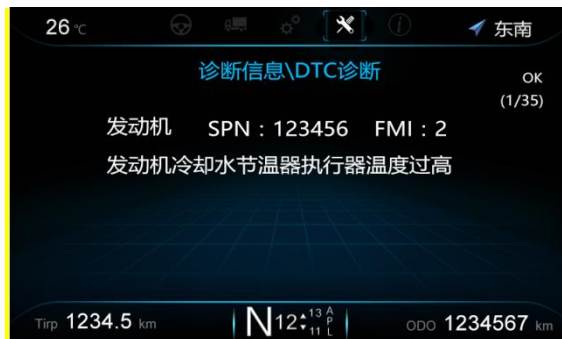 26 ℃ 东南
诊断信息\DTC诊断
OK
(1/35)
发动机 SPN：123456 FMI：2
发动机冷却水节温器执行器温度过高
Tirp 1234.5 km
N12 13 11 A P L
ODO 1234567 km